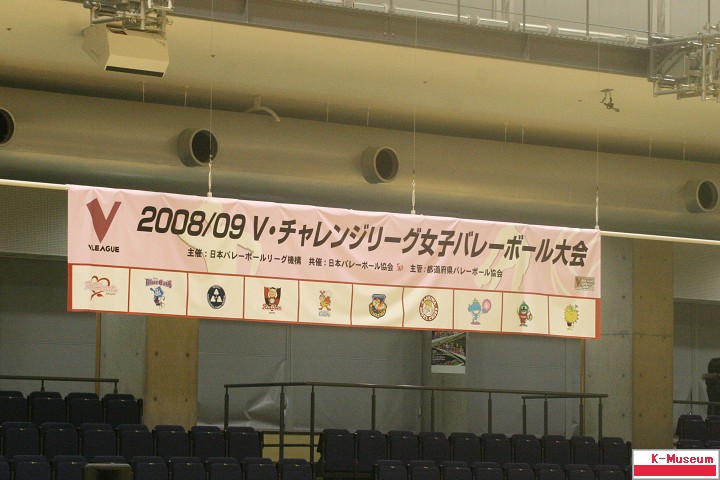 2008/09 V・チャレンジリーグ女子バレーボール大会
V.LEAGUE
主催：日本バレーボールリーグ機構 共催：日本バレーボール協会 主管：都道府県バレーボール協会
K-Museum